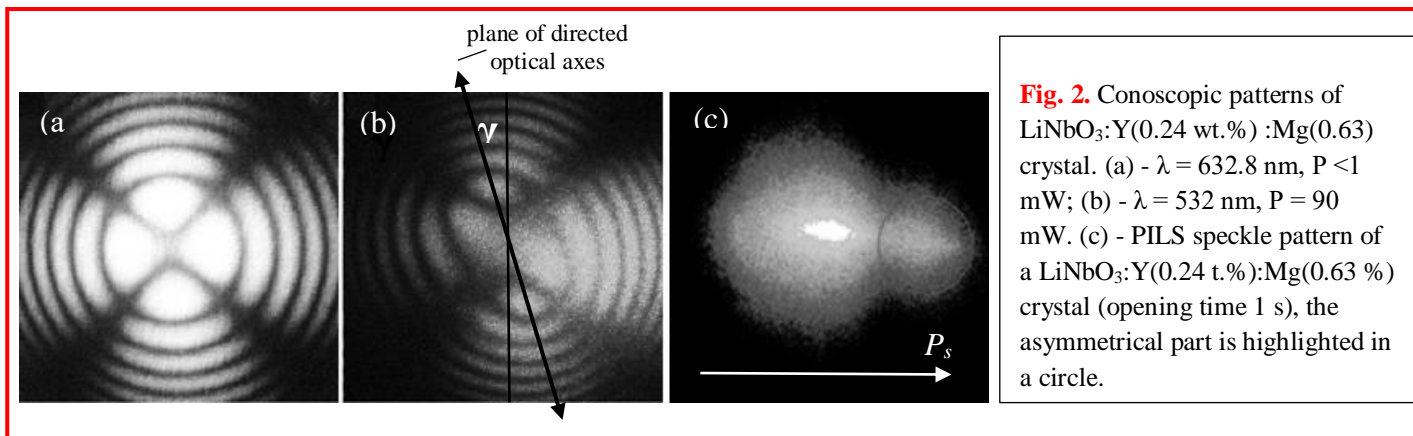 plane of directed
optical axes
(a
(b)
γ
(c)
Pₛ
Fig. 2. Conoscopic patterns of
LiNbO₃:Y(0.24 wt.%) :Mg(0.63)
crystal. (a) - λ = 632.8 nm, P <1
mW; (b) - λ = 532 nm, P = 90
mW. (c) - PILS speckle pattern of
a LiNbO₃:Y(0.24 t.%):Mg(0.63 %)
crystal (opening time 1 s), the
asymmetrical part is highlighted in
a circle.